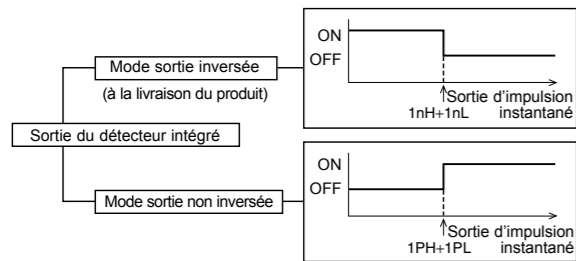 ON
OFF
Mode sortie inversée
(à la livraison du produit)
Sortie d'impulsion
instantané
1nH+1nL
Sortie du détecteur intégré
ON
OFF
Mode sortie non inversée
Sortie d'impulsion
instantané
1PH+1PL